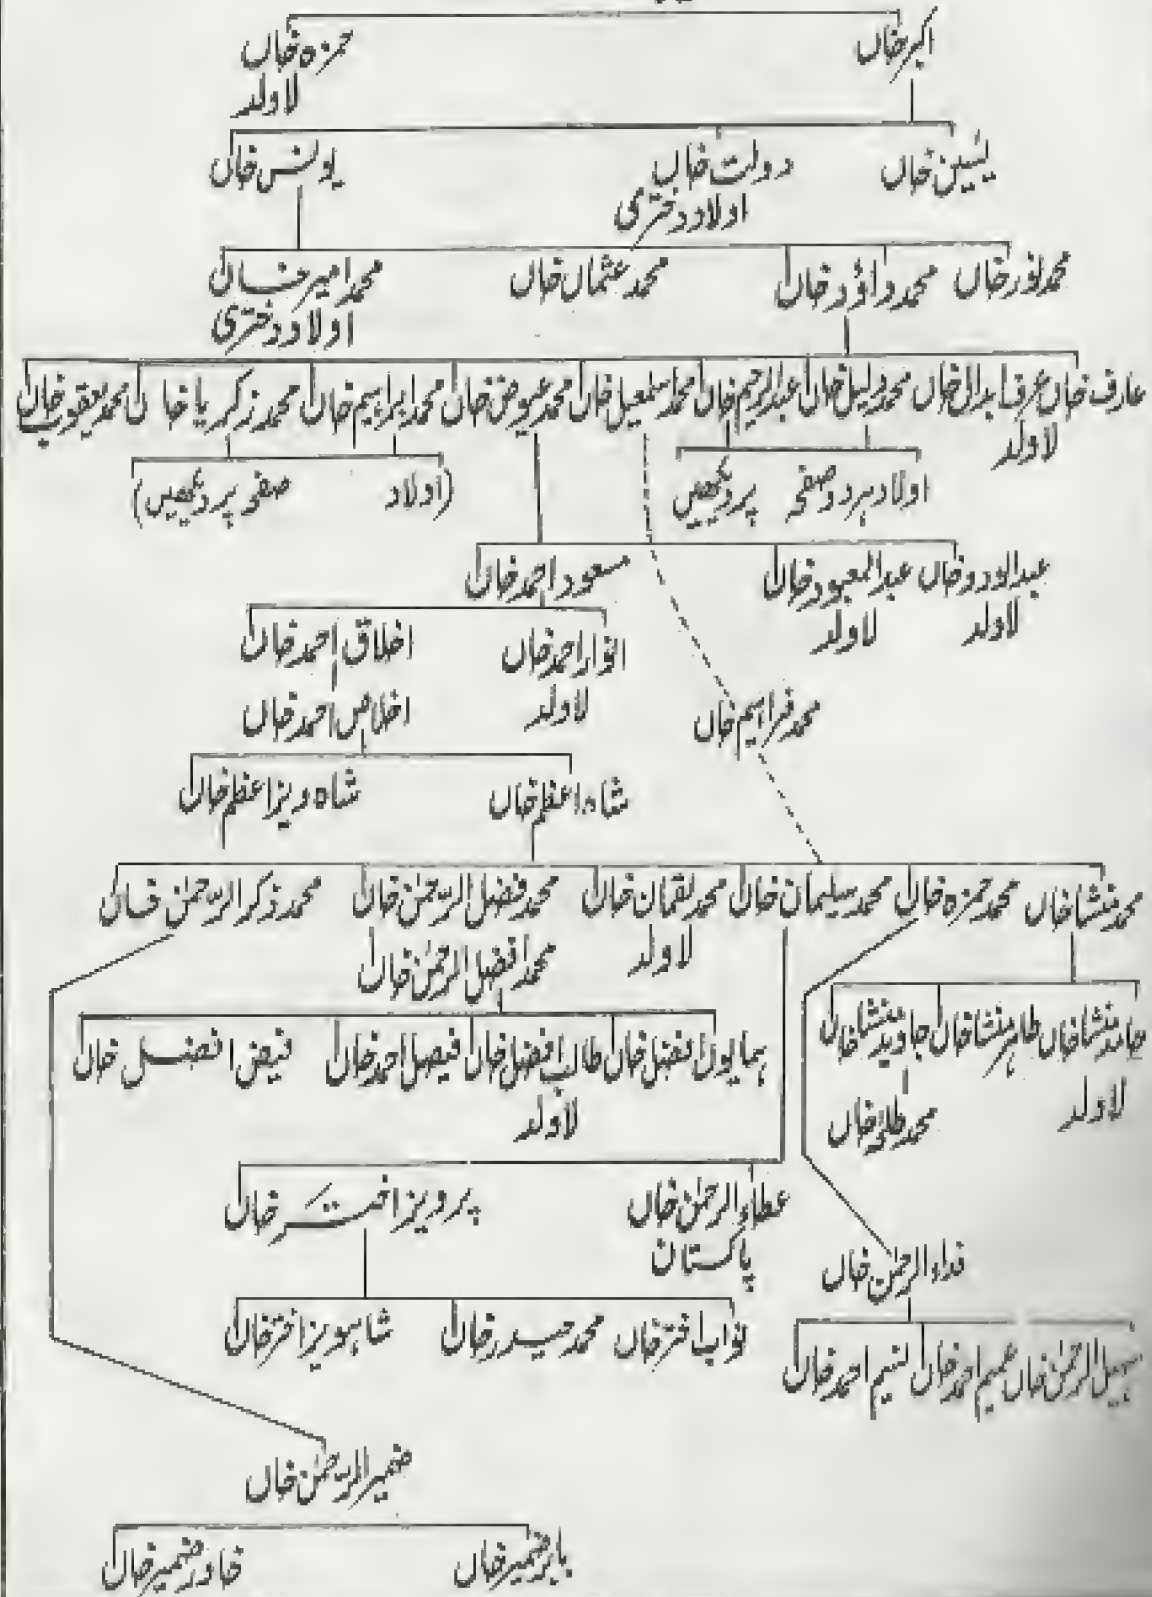 اکبر خاں حمزہ خاں
لاولد
یٰسین خاں دولت خاں یونس خاں
اولاد دختری
محمد نور خاں محمد داؤد خاں محمد عثمان خاں محمد امیر خاں
اولاد دختری
عارف خاں عرف ابدال خاں محمد دلیل خاں عبدالرحیم خاں محمد اسمٰعیل خاں محمد عیوض خاں محمد ابراہیم خاں محمد زکریا خاں محمد یعقوب خاں
لاولد
اولاد ہر دو صفحہ پر دیکھیں (اولاد صفحہ پر دیکھیں)
عبدالودود خاں عبدالمعبود خاں مسعود احمد خاں
لاولد لاولد
انوار احمد خاں اخلاق احمد خاں
لاولد اخلاص احمد خاں
محمد فراہیم خاں
شاہ اعظم خاں شاہ ویز اعظم خاں
محمد منشا خاں محمد حمزہ خاں محمد سلیمان خاں محمد لقمان خاں محمد فضل الرحمٰن خاں محمد ذکر الرحمٰن خاں
لاولد محمد افضل الرحمٰن خاں
حامد منشا خاں طاہر منشا خاں جاوید منشا خاں
ہمایوں افضل خاں طالب افضل خاں فیصل احمد خاں فیض افضل خاں
لاولد لاولد
محمد طلحہ خاں
عطاء الرحمٰن خاں پرویز اختر خاں
پاکستان
فداء الرحمٰن خاں
نواب اختر خاں محمد حیدر خاں شاہویز اختر خاں
سہیل الرحمٰن خاں عمیم احمد خاں نسیم احمد خاں
ضمیر الرحمٰن خاں
بابر ضمیر خاں خاور ضمیر خاں